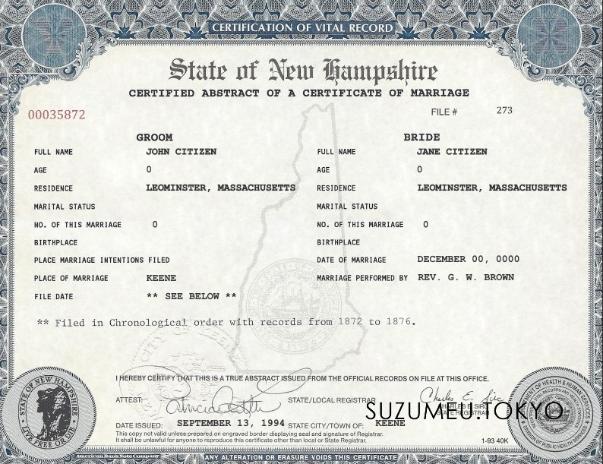 CERTIFICATION OF VITAL RECORD
State of New Hampshire
CERTIFIED ABSTRACT OF A CERTIFICATE OF MARRIAGE
00035872
FILE # 273
GROOM
FULL NAME JOHN CITIZEN
AGE 0
RESIDENCE LEOMINSTER, MASSACHUSETTS
MARITAL STATUS
NO. OF THIS MARRIAGE 0
BIRTHPLACE
PLACE MARRIAGE INTENTIONS FILED
PLACE OF MARRIAGE KEENE
FILE DATE ** SEE BELOW **
BRIDE
FULL NAME JANE CITIZEN
AGE 0
RESIDENCE LEOMINSTER, MASSACHUSETTS
MARITAL STATUS
NO. OF THIS MARRIAGE 0
BIRTHPLACE
DATE OF MARRIAGE DECEMBER 00, 0000
MARRIAGE PERFORMED BY REV. G. W. BROWN
** Filed in Chronological order with records from 1872 to 1876.
I HEREBY CERTIFY THAT THIS IS A TRUE ABSTRACT ISSUED FROM THE OFFICIAL RECORDS ON FILE AT THIS OFFICE.
ATTEST: STATE/LOCAL REGISTRAR
SUZUMEU.TOKYO
DATE ISSUED: SEPTEMBER 13, 1994 STATE CITY/TOWN OF: KEENE
This copy not valid unless prepared on engraved border displaying seal and signature of Registrar.
It shall be unlawful for anyone to reproduce this certificate other than local or State Registrar.
1-93 40K
ANY ALTERATION OR ERASURE VOIDS THIS CERTIFICATE
STATE OF NEW HAMPSHIRE